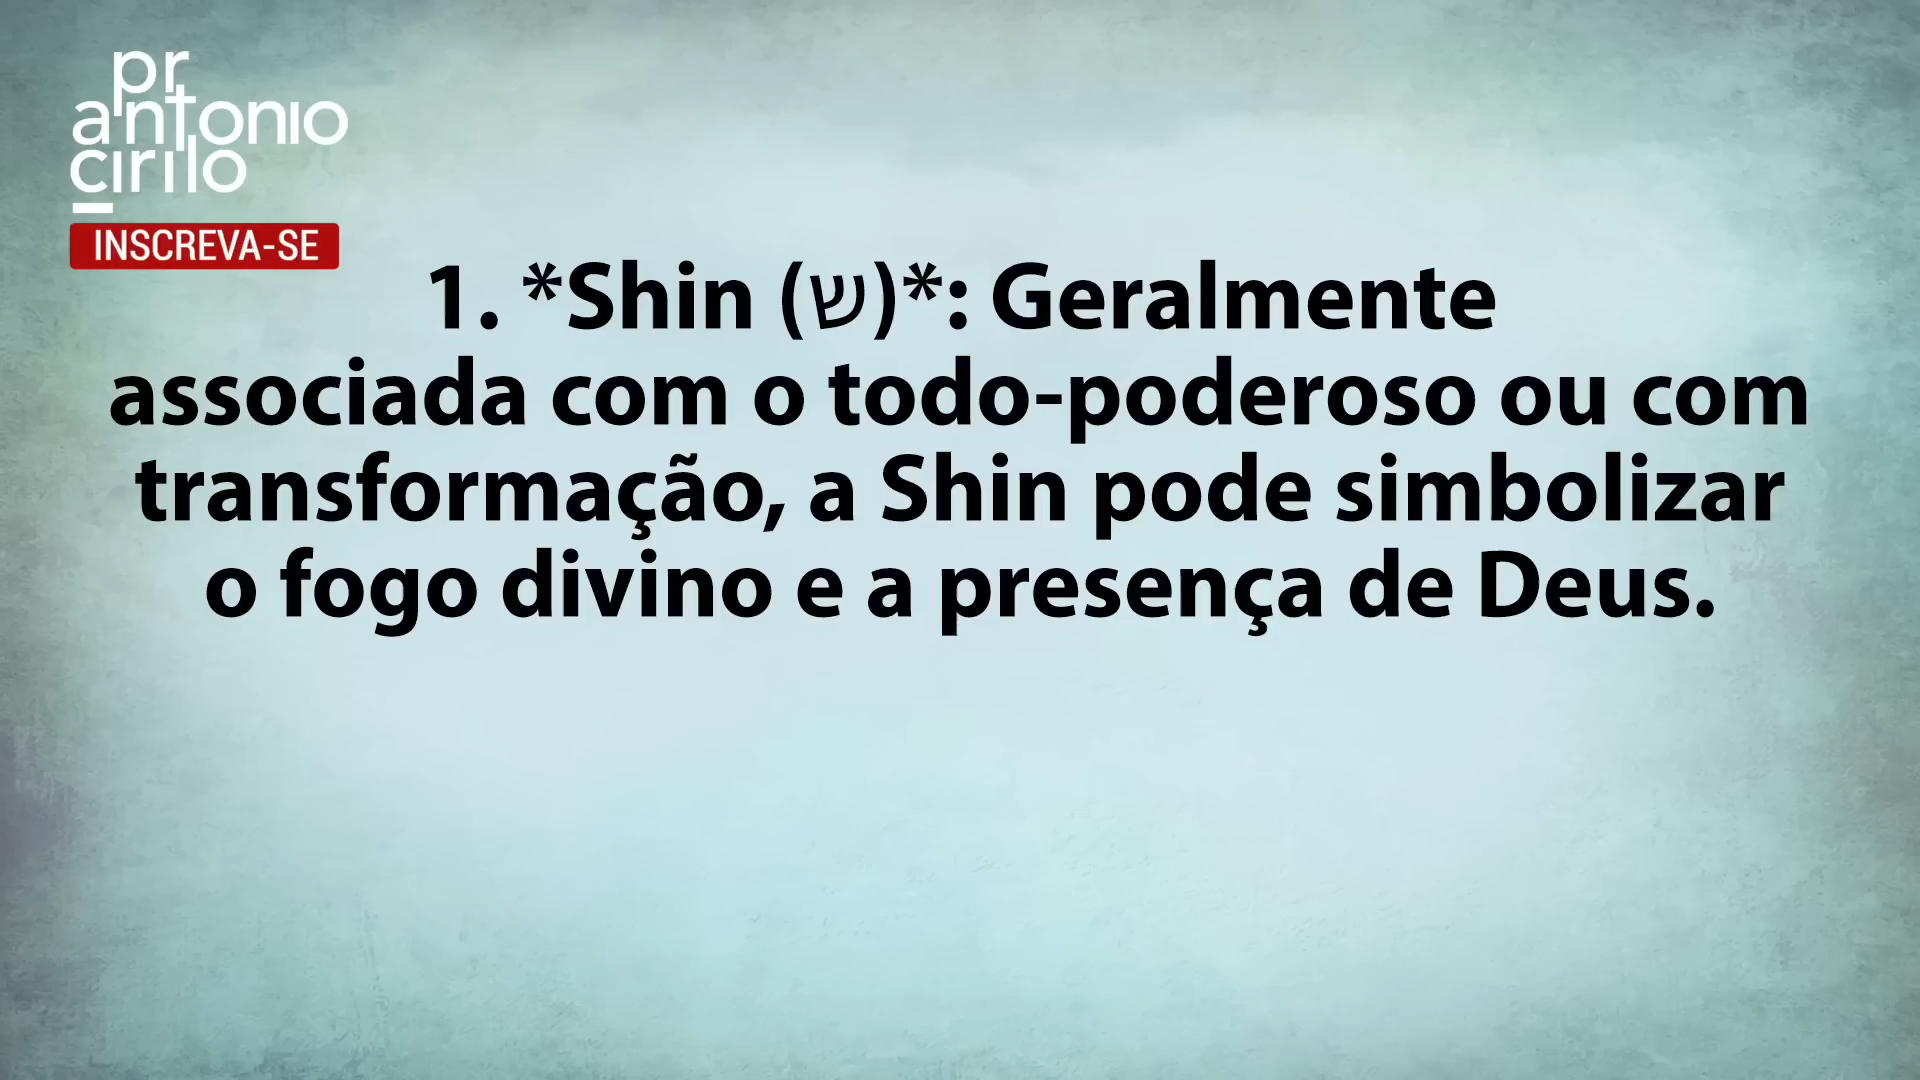 pr
antonio
cirilo
INSCREVA-SE
1. *Shin (ש)*: Geralmente
associada com o todo-poderoso ou com
transformação, a Shin pode simbolizar
o fogo divino e a presença de Deus.